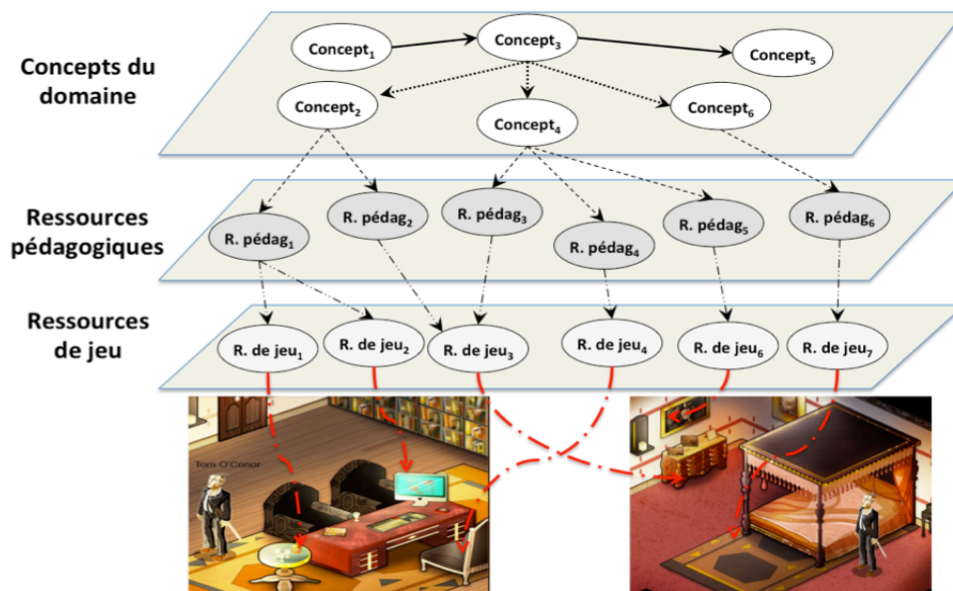 Concepts du
domaine
Concept1
Concept3
Concept5
Concept2
Concept4
Concept6
Ressources
pédagogiques
R. pédag1
R. pédag2
R. pédag3
R. pédag4
R. pédag5
R. pédag6
Ressources
de jeu
R. de jeu1
R. de jeu2
R. de jeu3
R. de jeu4
R. de jeu6
R. de jeu7
Tom O'Conor